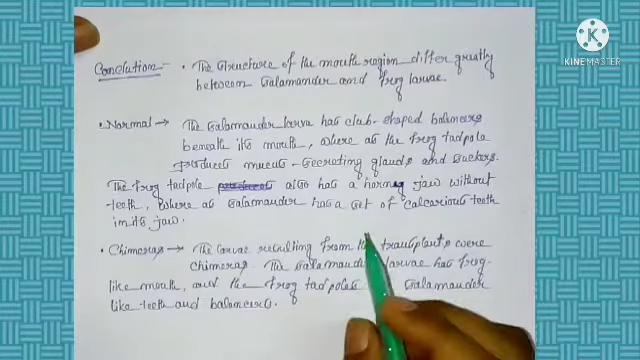 Conclution:- • The structure of the mouth region differ greatly
between salamander and frog larvae.
• Normal → The Salamander larva has club-shaped balancers
beneath its mouth, where as the frog tadpole
produces mucus-secreting glands and suckers.
The frog tadpole also has a horny jaw without
teeth, where as salamander has a set of calcarious teeth
in its jaw.
• Chimeras → The larvae resulting from the transplants were
chimeras. The salamander larvae has frog-
like mouth, and the frog tadpoles salamander
like teeth and balancers.
KINEMASTER